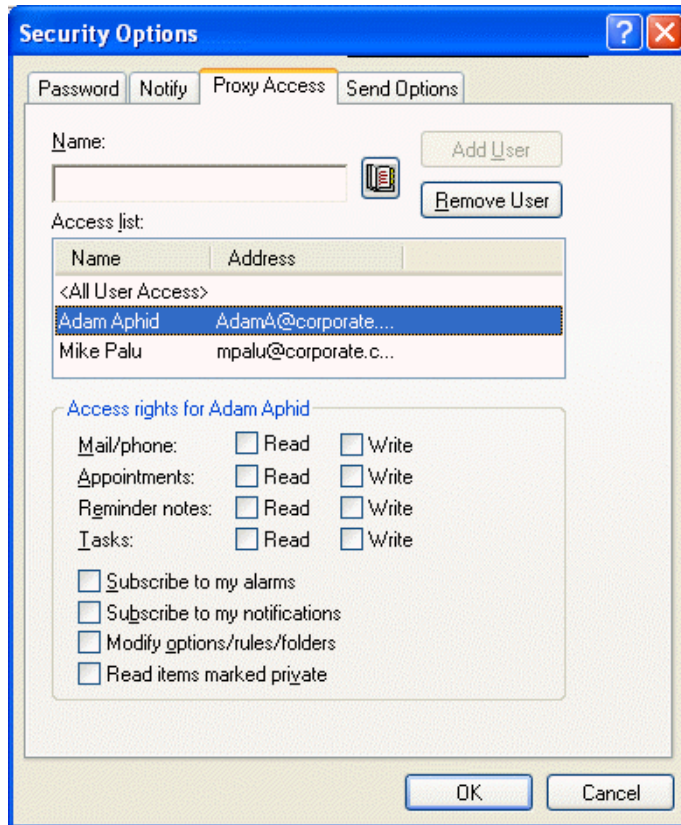 Security Options
Password Notify Proxy Access Send Options
Name: Add User
Remove User
Access list:
Name Address
<All User Access>
Adam Aphid AdamA@corporate....
Mike Palu mpalu@corporate.c...
Access rights for Adam Aphid
Mail/phone: Read Write
Appointments: Read Write
Reminder notes: Read Write
Tasks: Read Write
Subscribe to my alarms
Subscribe to my notifications
Modify options/rules/folders
Read items marked private
OK Cancel